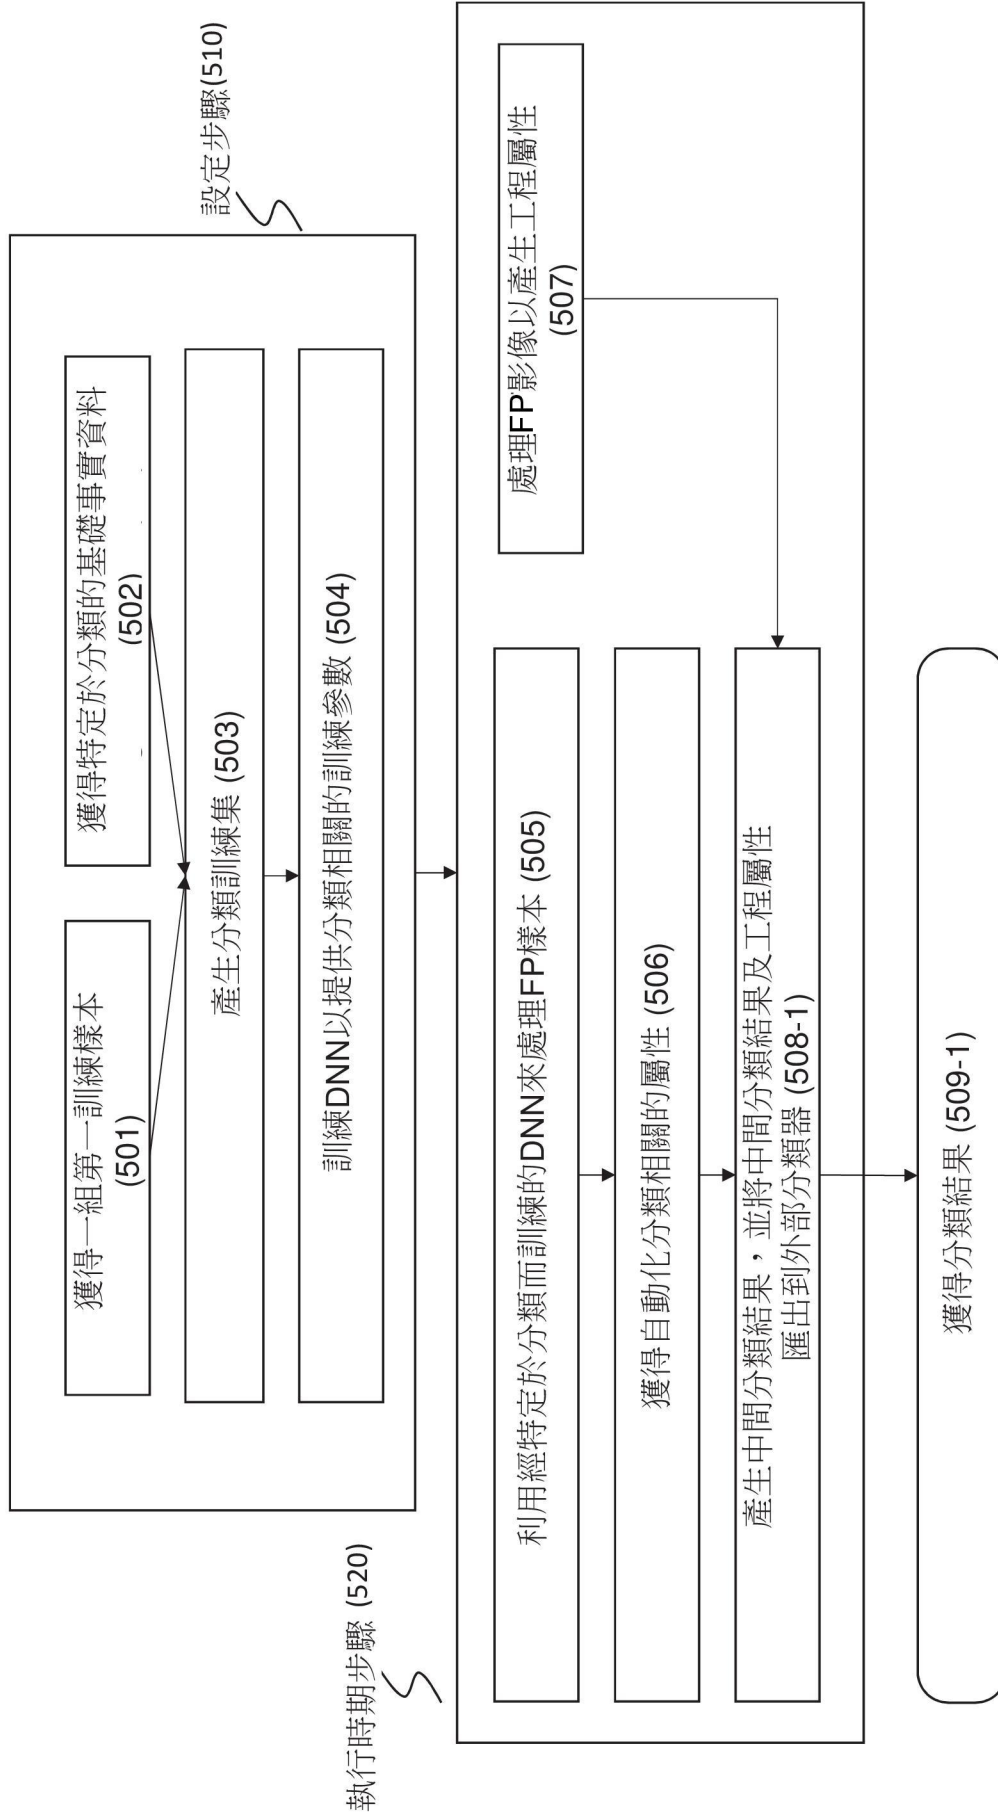 設定步驟(510)
獲得一組第一訓練樣本
(501)
獲得特定於分類的基礎事實資料
(502)
產生分類訓練集 (503)
訓練DNN以提供分類相關的訓練參數 (504)
執行時期步驟 (520)
利用經特定於分類而訓練的DNN來處理FP樣本 (505)
獲得自動化分類相關的屬性 (506)
處理FP影像以產生工程屬性
(507)
產生中間分類結果，並將中間分類結果及工程屬性
匯出到外部分類器 (508-1)
獲得分類結果 (509-1)